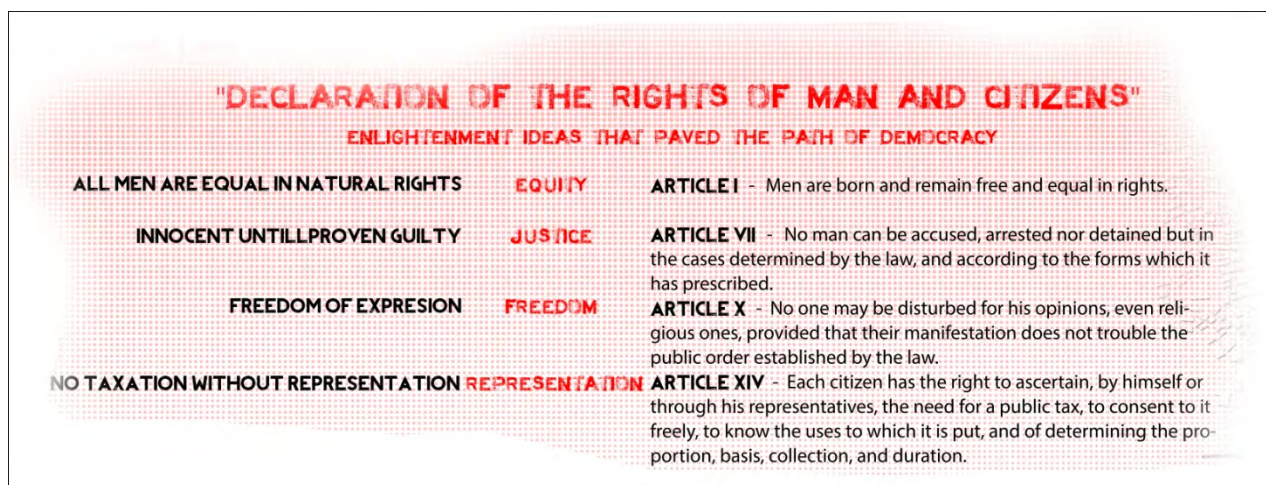 "DECLARATION OF THE RIGHTS OF MAN AND CITIZENS"
ENLIGHTENMENT IDEAS THAT PAVED THE PATH OF DEMOCRACY
ALL MEN ARE EQUAL IN NATURAL RIGHTS EQUITY ARTICLE I - Men are born and remain free and equal in rights.
INNOCENT UNTILLPROVEN GUILTY JUSTICE ARTICLE VII - No man can be accused, arrested nor detained but in
the cases determined by the law, and according to the forms which it
has prescribed.
FREEDOM OF EXPRESION FREEDOM ARTICLE X - No one may be disturbed for his opinions, even reli-
gious ones, provided that their manifestation does not trouble the
public order established by the law.
NO TAXATION WITHOUT REPRESENTATION REPRESENTATION ARTICLE XIV - Each citizen has the right to ascertain, by himself or
through his representatives, the need for a public tax, to consent to it
freely, to know the uses to which it is put, and of determining the pro-
portion, basis, collection, and duration.